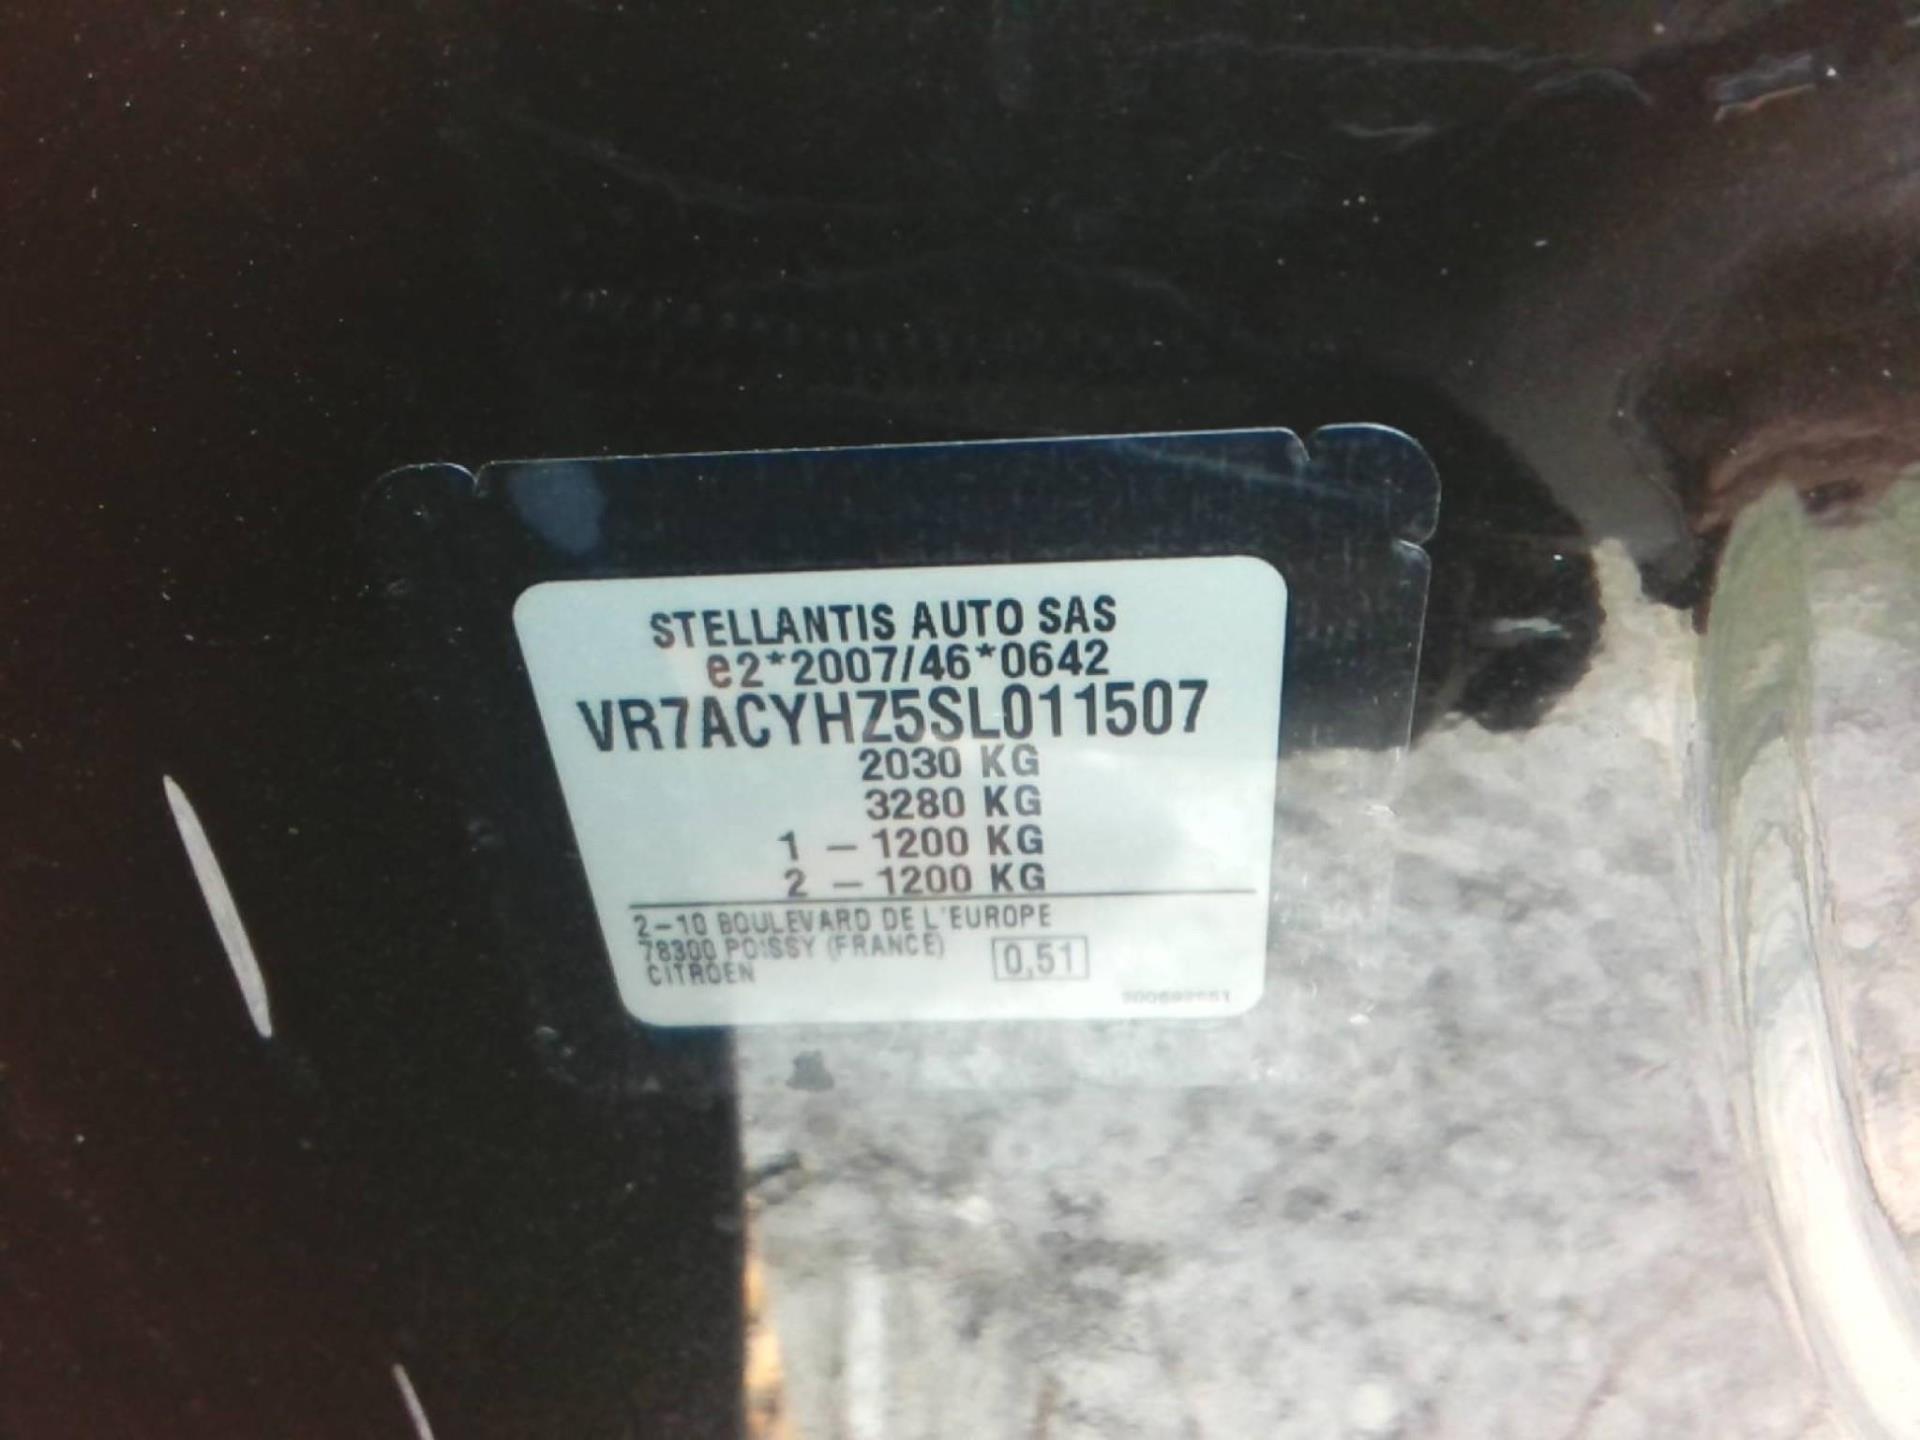 STELLANTIS AUTO SAS
e2*2007/46*0642
VR7ACYHZ5SL011507
2030 KG
3280 KG
1 - 1200 KG
2 - 1200 KG
2-10 BOULEVARD DE L'EUROPE
78300 POISSY (FRANCE)
CITROEN
0,51